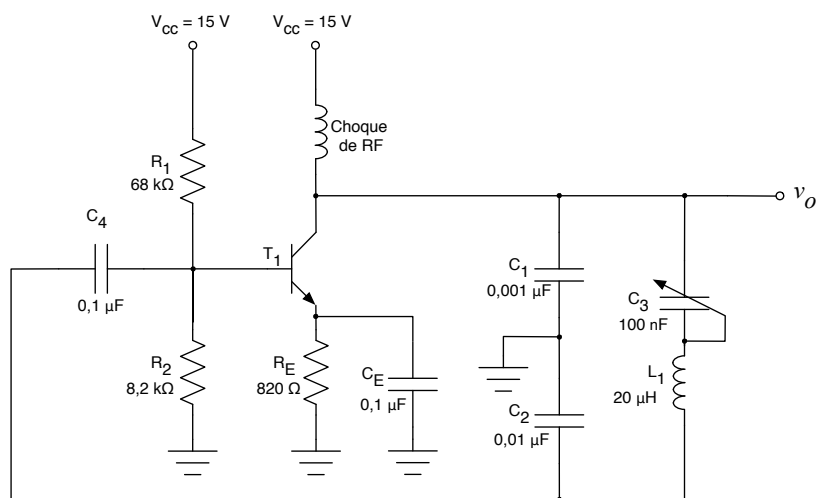 V_CC = 15 V
V_CC = 15 V
Choque
de RF
R_1
68 kΩ
C_4
0,1 µF
T_1
v_o
C_1
0,001 µF
C_3
100 nF
R_2
8,2 kΩ
R_E
820 Ω
C_E
0,1 µF
L_1
20 µH
C_2
0,01 µF